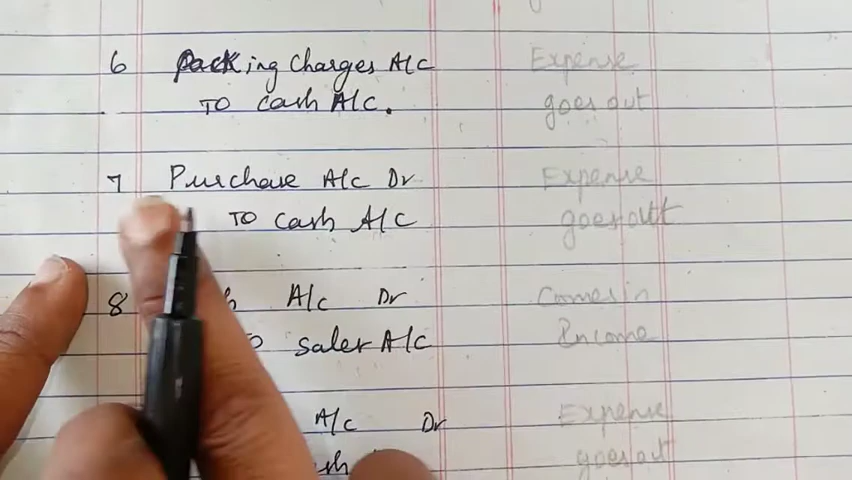 6 Packing Charges A/c Expense
To cash A/c. goes out
7 Purchase A/c Dr Expense
To cash A/c goes out
8 A/c Dr Comes in
To sales A/c Income
A/c Dr Expense
goes out